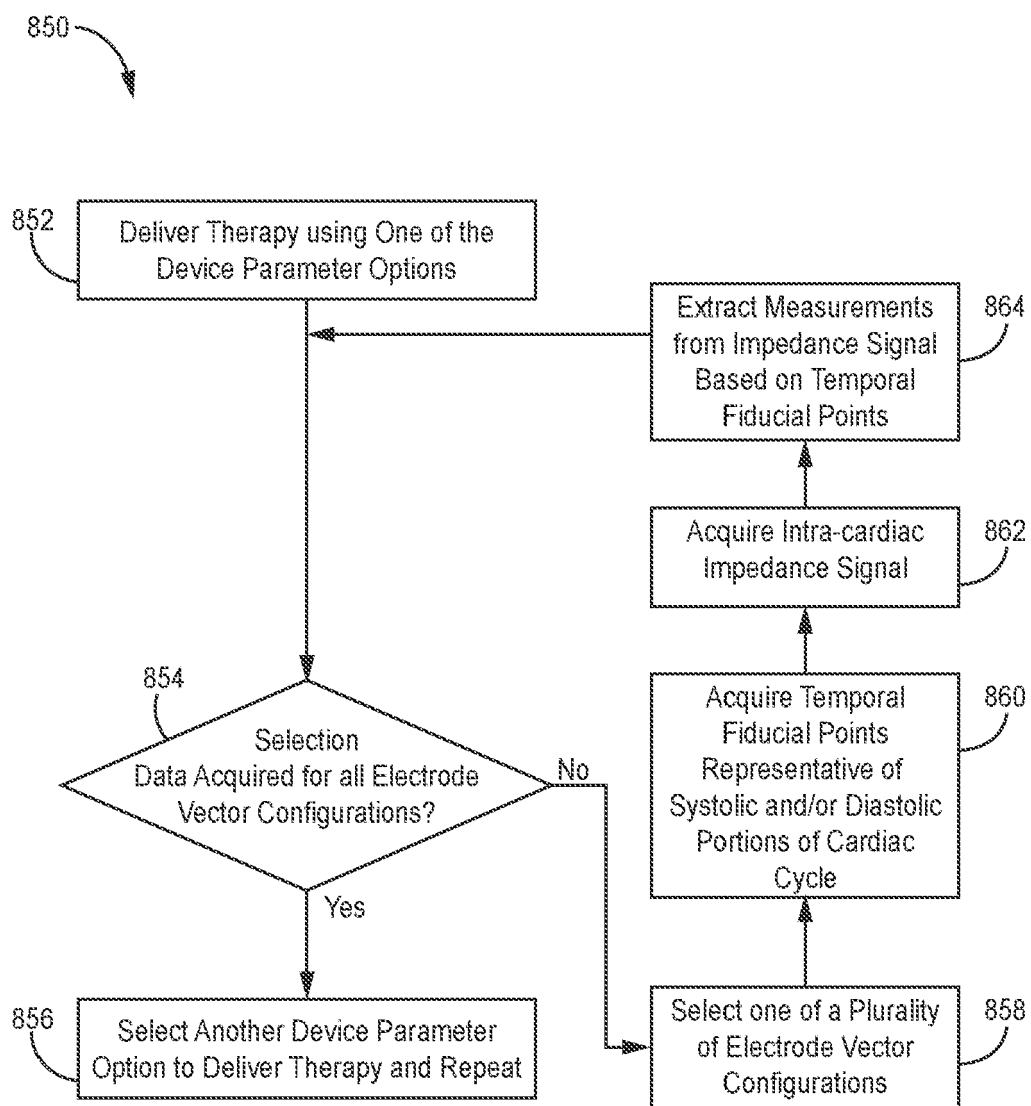 850
852
Deliver Therapy using One of the
Device Parameter Options
Extract Measurements
from Impedance Signal
Based on Temporal
Fiducial Points
864
Acquire Intra-cardiac
Impedance Signal
862
854
Selection
Data Acquired for all Electrode
Vector Configurations?
No
Yes
Acquire Temporal
Fiducial Points
Representative of
Systolic and/or Diastolic
Portions of Cardiac
Cycle
860
856
Select Another Device Parameter
Option to Deliver Therapy and Repeat
Select one of a Plurality
of Electrode Vector
Configurations
858